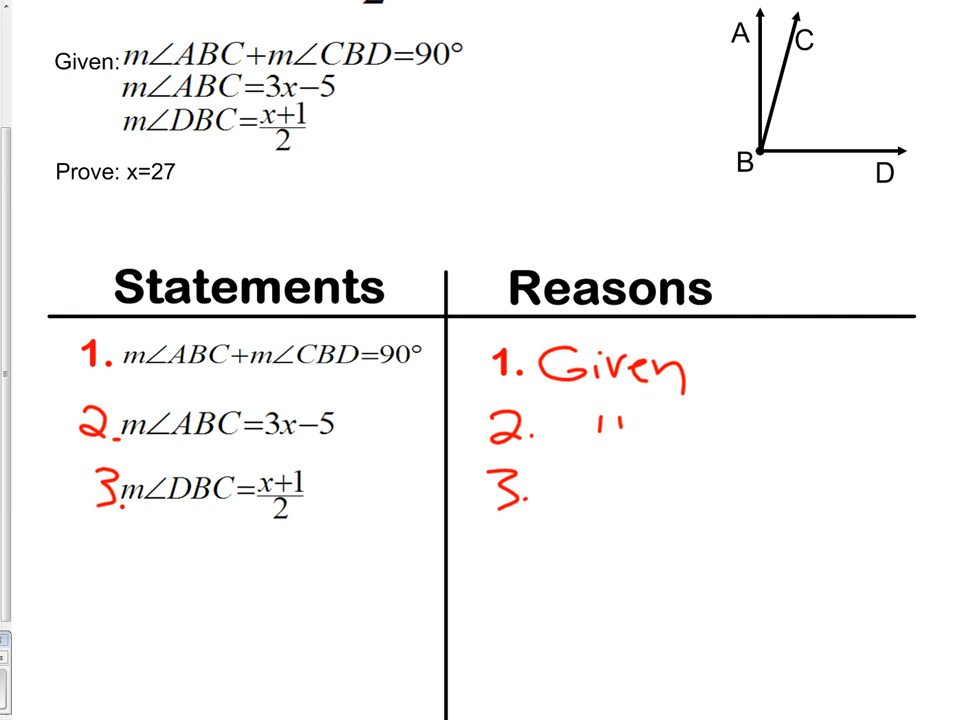 2
Given: m∠ABC+m∠CBD=90°
m∠ABC=3x−5
m∠DBC=x+1/2
Prove: x=27
A
C
B
D
Statements Reasons
1. m∠ABC+m∠CBD=90° 1. Given
2. m∠ABC=3x−5 2. "
3. m∠DBC=x+1/2 3.